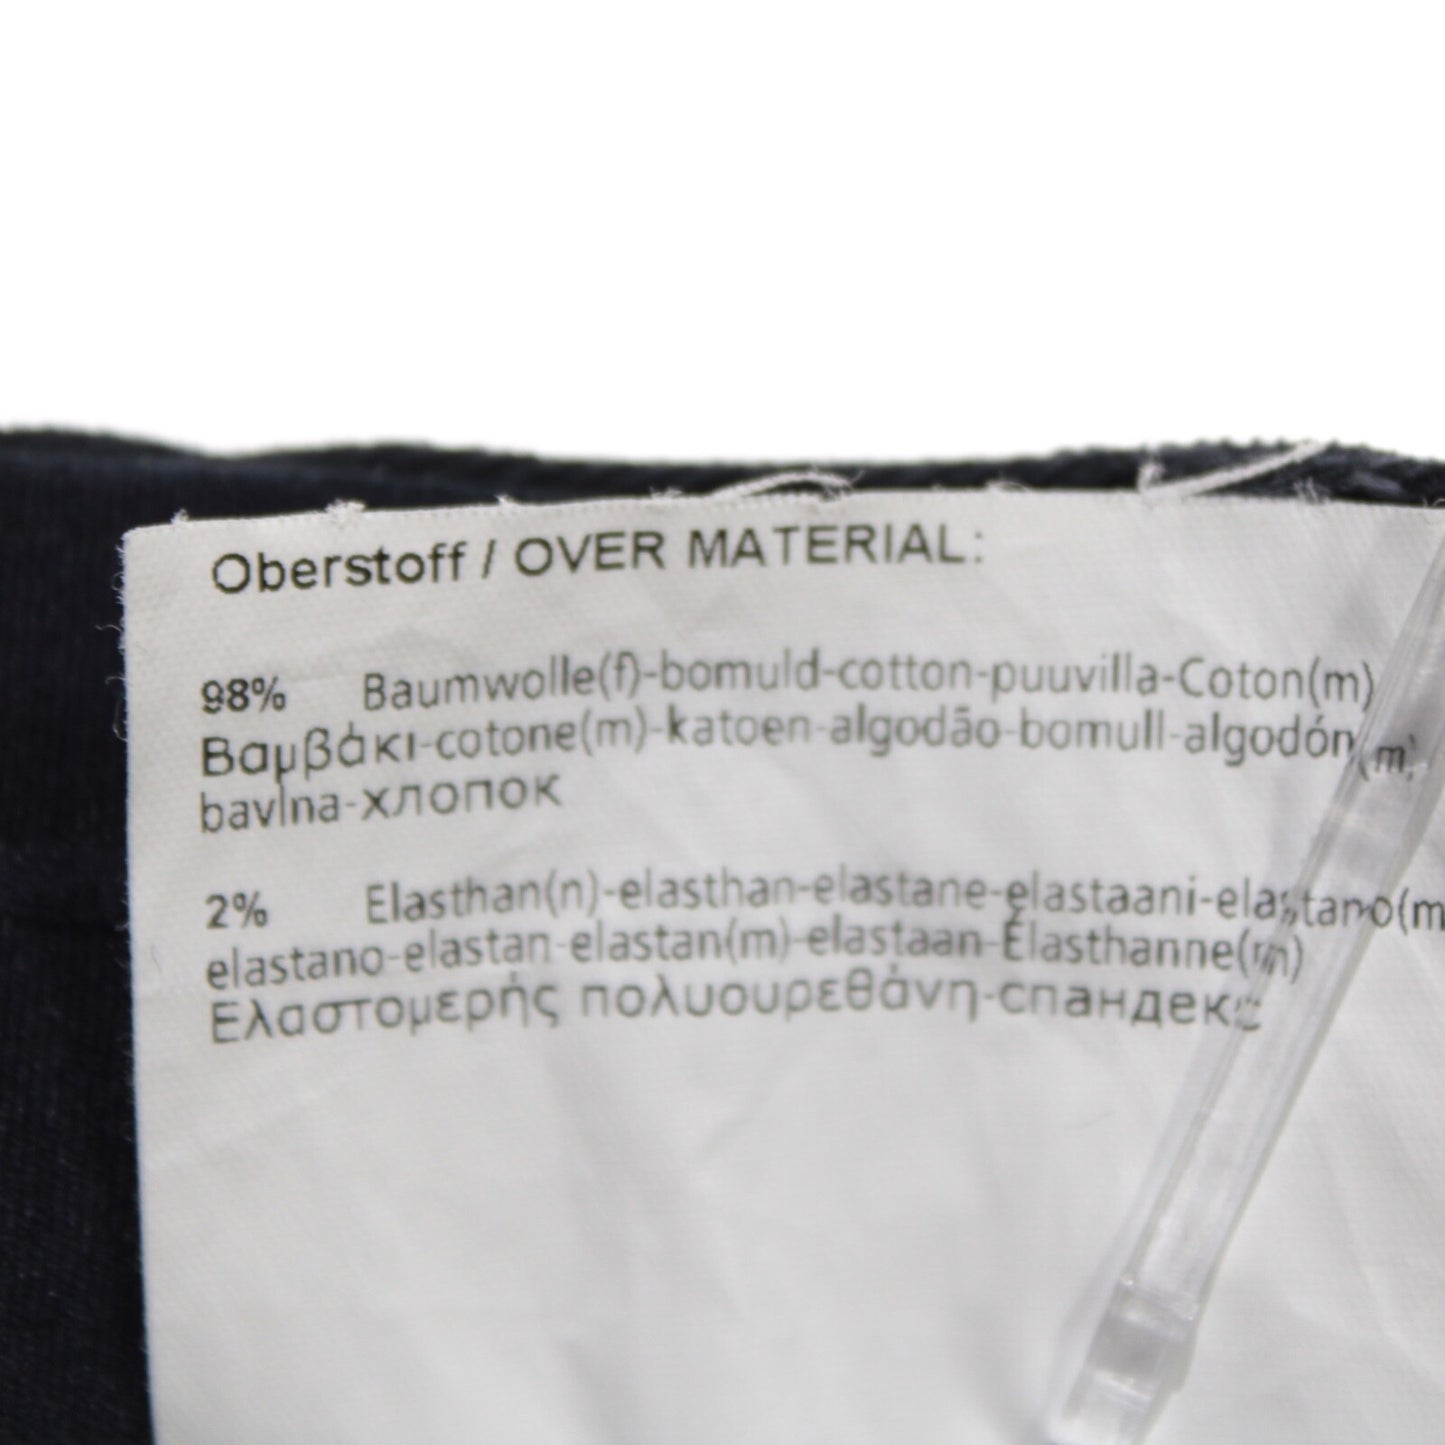 Oberstoff / OVER MATERIAL:
98% Baumwolle(f)-bomuld-cotton-puuvilla-Coton(m)
Βαμβάκι-cotone(m)-katoen-algodão-bomull-algodón(m)
bavlna-хлопок
2% Elasthan(n)-elasthan-elastane-elastaani-elastano(m
elastano-elastan-elastan(m)-elastaan-Élasthanne(m)
Ελαστομερής πολυουρεθάνη-спандекс